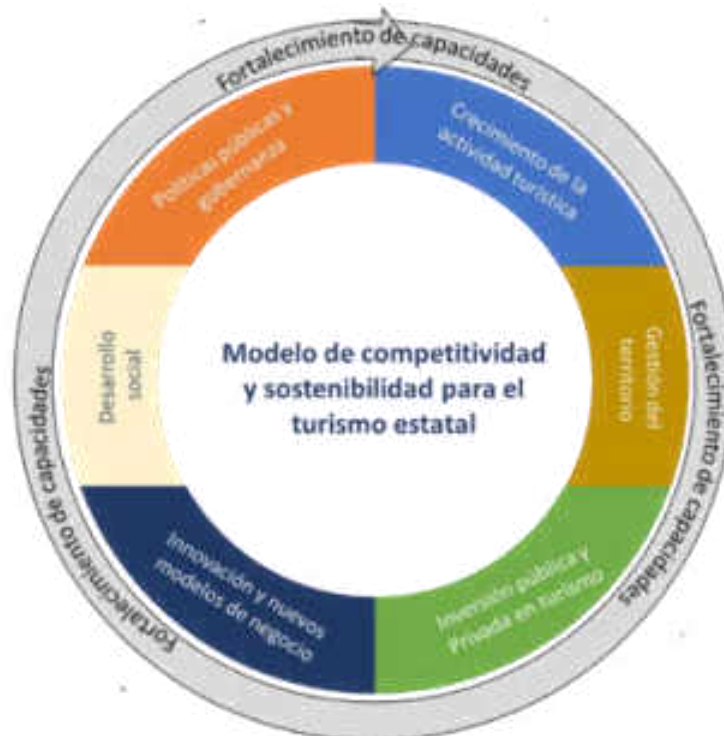 Fortalecimiento de capacidades
Políticas públicas y
gobernanza
Crecimiento de la
actividad turística
Gestión del
territorio
Fortalecimiento de capacidades
Inversión pública y
Privada en turismo
Innovación y nuevos
modelos de negocio
Desarrollo
social
Fortalecimiento de capacidades
Modelo de competitividad
y sostenibilidad para el
turismo estatal